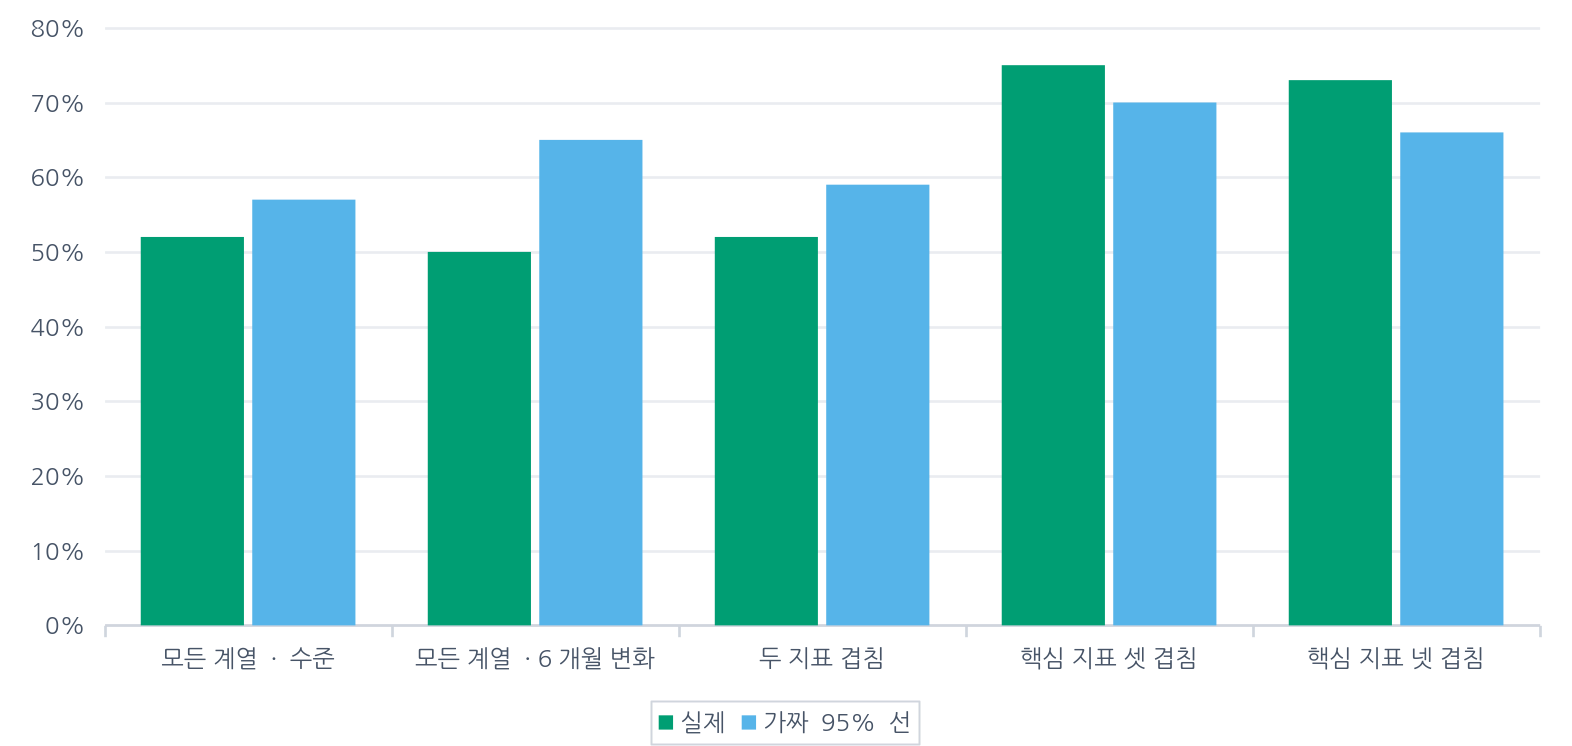 80%
70%
60%
50%
40%
30%
20%
10%
0%
모든 계열 · 수준
모든 계열 · 6 개월 변화
두 지표 겹침
핵심 지표 셋 겹침
핵심 지표 넷 겹침
실제
가짜 95% 선